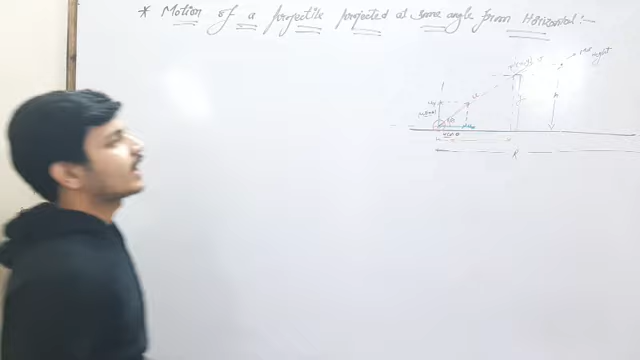 * Motion of a projectile projected at some angle from Horizontal:-
u
R